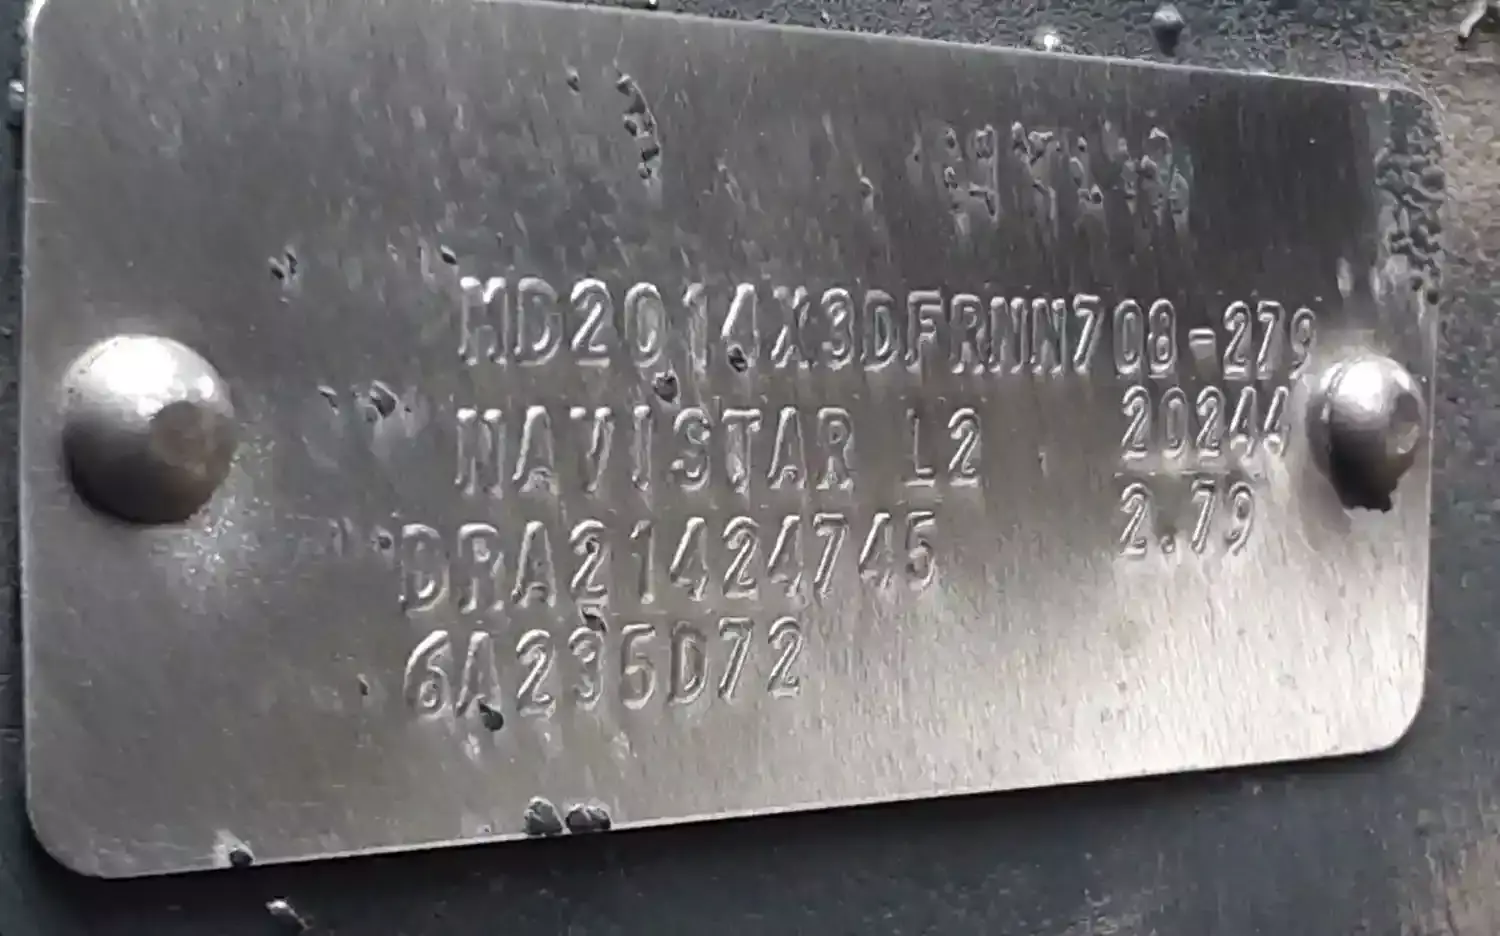 MD2014X3DFRNN708-279
NAVISTAR L2 20244
DRA21424745 2.79
6A235D72